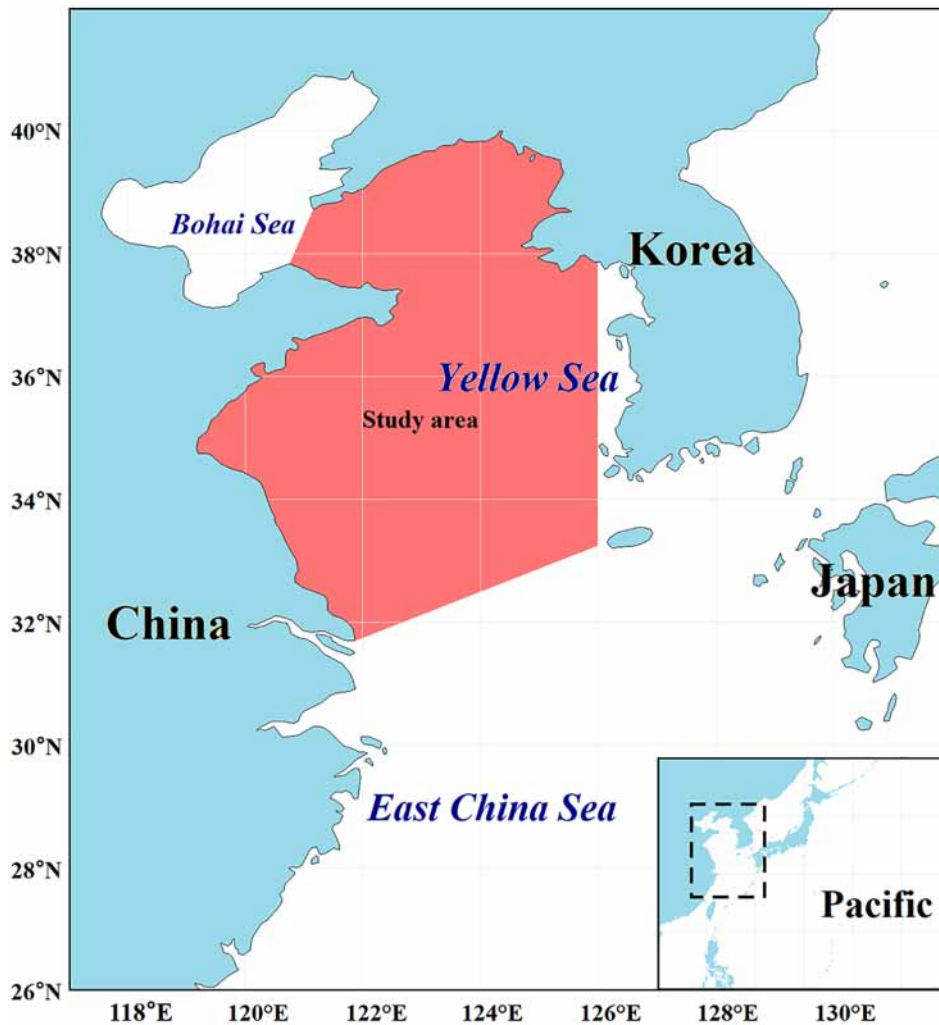 40°N
Bohai Sea
38°N
Korea
36°N
Yellow Sea
Study area
34°N
Japan
China
32°N
30°N
East China Sea
28°N
Pacific
26°N
118°E 120°E 122°E 124°E 126°E 128°E 130°E